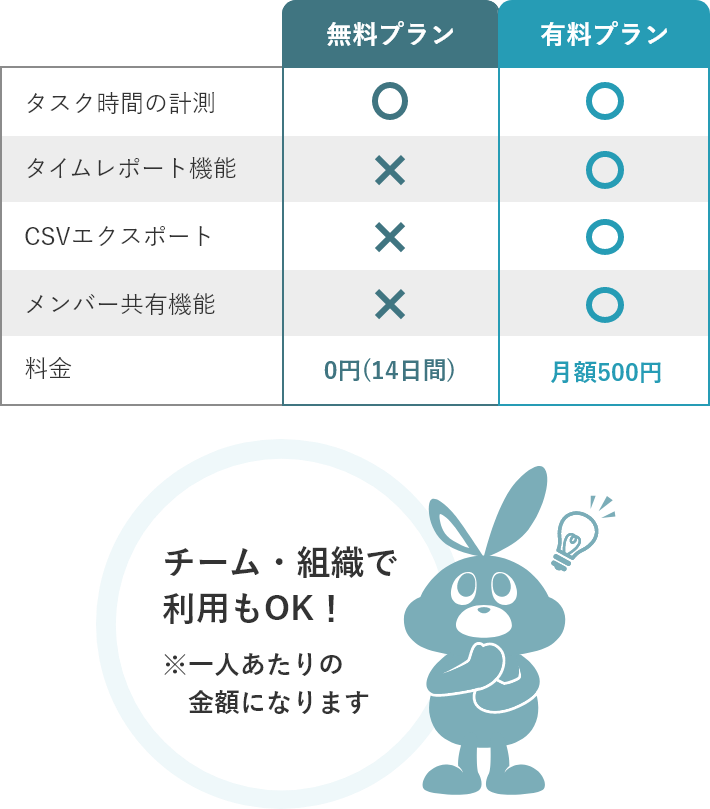 無料プラン 有料プラン
タスク時間の計測 ○ ○
タイムレポート機能 × ○
CSVエクスポート × ○
メンバー共有機能 × ○
料金 0円(14日間) 月額500円
チーム・組織で
利用もOK！
※一人あたりの
金額になります